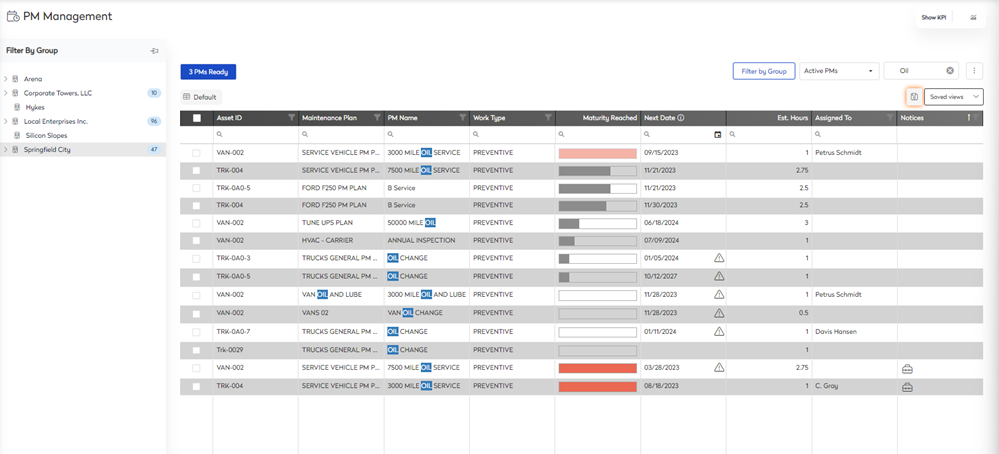 PM Management
Show KPI
Filter By Group
Arena
Corporate Towers, LLC 10
Hykes
Local Enterprises Inc. 96
Silicon Slopes
Springfield City 47
3 PMs Ready
Filter by Group
Active PMs
Oil
Default
Saved views
Asset ID Maintenance Plan PM Name Work Type Maturity Reached Next Date Est. Hours Assigned To Notices
VAN-002 SERVICE VEHICLE PM P... 3000 MILE OIL SERVICE PREVENTIVE 09/15/2023 1 Petrus Schmidt
TRK-004 SERVICE VEHICLE PM P... 7500 MILE OIL SERVICE PREVENTIVE 11/21/2023 2.75
TRK-0A0-5 FORD F250 PM PLAN B Service PREVENTIVE 11/21/2023 2.5
TRK-004 FORD F250 PM PLAN B Service PREVENTIVE 11/30/2023 2.5
VAN-002 TUNE UPS PLAN 50000 MILE OIL PREVENTIVE 06/18/2024 3
VAN-002 HVAC - CARRIER ANNUAL INSPECTION PREVENTIVE 07/09/2024 1
TRK-0A0-3 TRUCKS GENERAL PM ... OIL CHANGE PREVENTIVE 01/05/2024 1
TRK-0A0-5 TRUCKS GENERAL PM ... OIL CHANGE PREVENTIVE 10/12/2027 1
VAN-002 VAN OIL AND LUBE 3000 MILE OIL AND LUBE PREVENTIVE 11/28/2023 1 Petrus Schmidt
VAN-002 VANS 02 VAN OIL CHANGE PREVENTIVE 11/28/2023 0.5
TRK-0A0-7 TRUCKS GENERAL PM ... OIL CHANGE PREVENTIVE 01/11/2024 1 Davis Hansen
Trk-0029 TRUCKS GENERAL PM ... OIL CHANGE PREVENTIVE 1
VAN-002 SERVICE VEHICLE PM P... 7500 MILE OIL SERVICE PREVENTIVE 03/28/2023 2.75
TRK-004 SERVICE VEHICLE PM P... 3000 MILE OIL SERVICE PREVENTIVE 08/18/2023 1 C. Gray